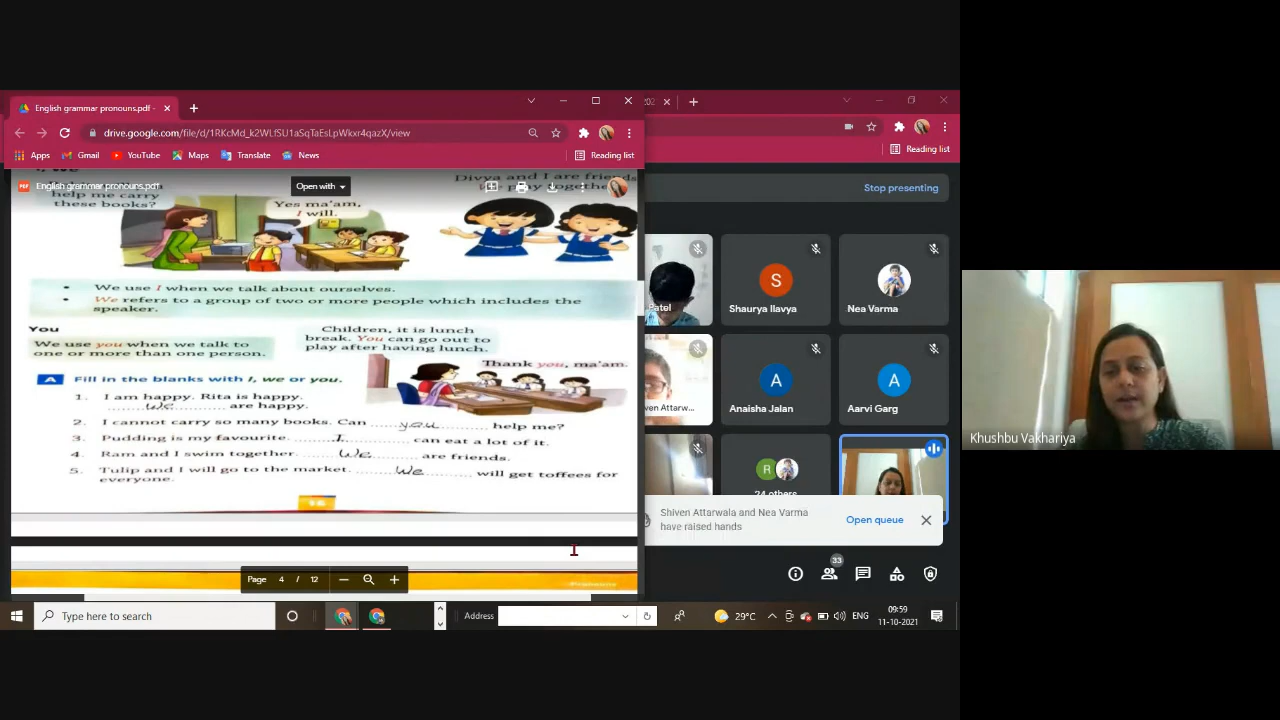 English grammar pronouns.pdf -
drive.google.com/file/d/1RKcMd_k2WLfSU1aSqTaEsLpWkxr4qazX/view
Apps
Gmail
YouTube
Maps
Translate
News
Reading list
Reading list
English grammar pronouns.pdf
Open with
Stop presenting
help me carry
these books?
Yes ma'am,
I will.
Divya and I are friends
play together
We use I when we talk about ourselves.
We refers to a group of two or more people which includes the
speaker.
You
We use you when we talk to
one or more than one person.
Children, it is lunch
break. You can go out to
play after having lunch.
Thank you, ma'am.
A Fill in the blanks with I, we or you.
1. I am happy. Rita is happy.
we are happy.
2. I cannot carry so many books. Can you help me?
3. Pudding is my favourite. I can eat a lot of it.
4. Ram and I swim together. We are friends.
5. Tulip and I will go to the market. We will get toffees for
everyone.
Page 4 / 12
Patel
S
Shaurya Ilavya
Nea Varma
ven Attarw...
A
Anaisha Jalan
A
Aarvi Garg
R
24 others
Shiven Attarwala and Nea Varma
have raised hands
Open queue
33
Khushbu Vakhariya
Type here to search
Address
29°C
ENG
09:59
11-10-2021